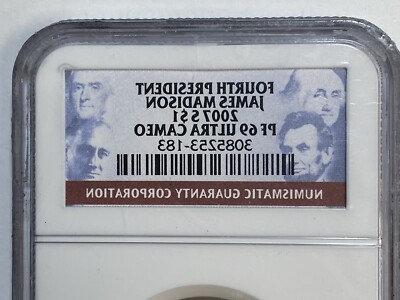 FOURTH PRESIDENT
JAMES MADISON
2007 S $1
PF 69 ULTRA CAMEO
3085253-183
NUMISMATIC GUARANTY CORPORATION